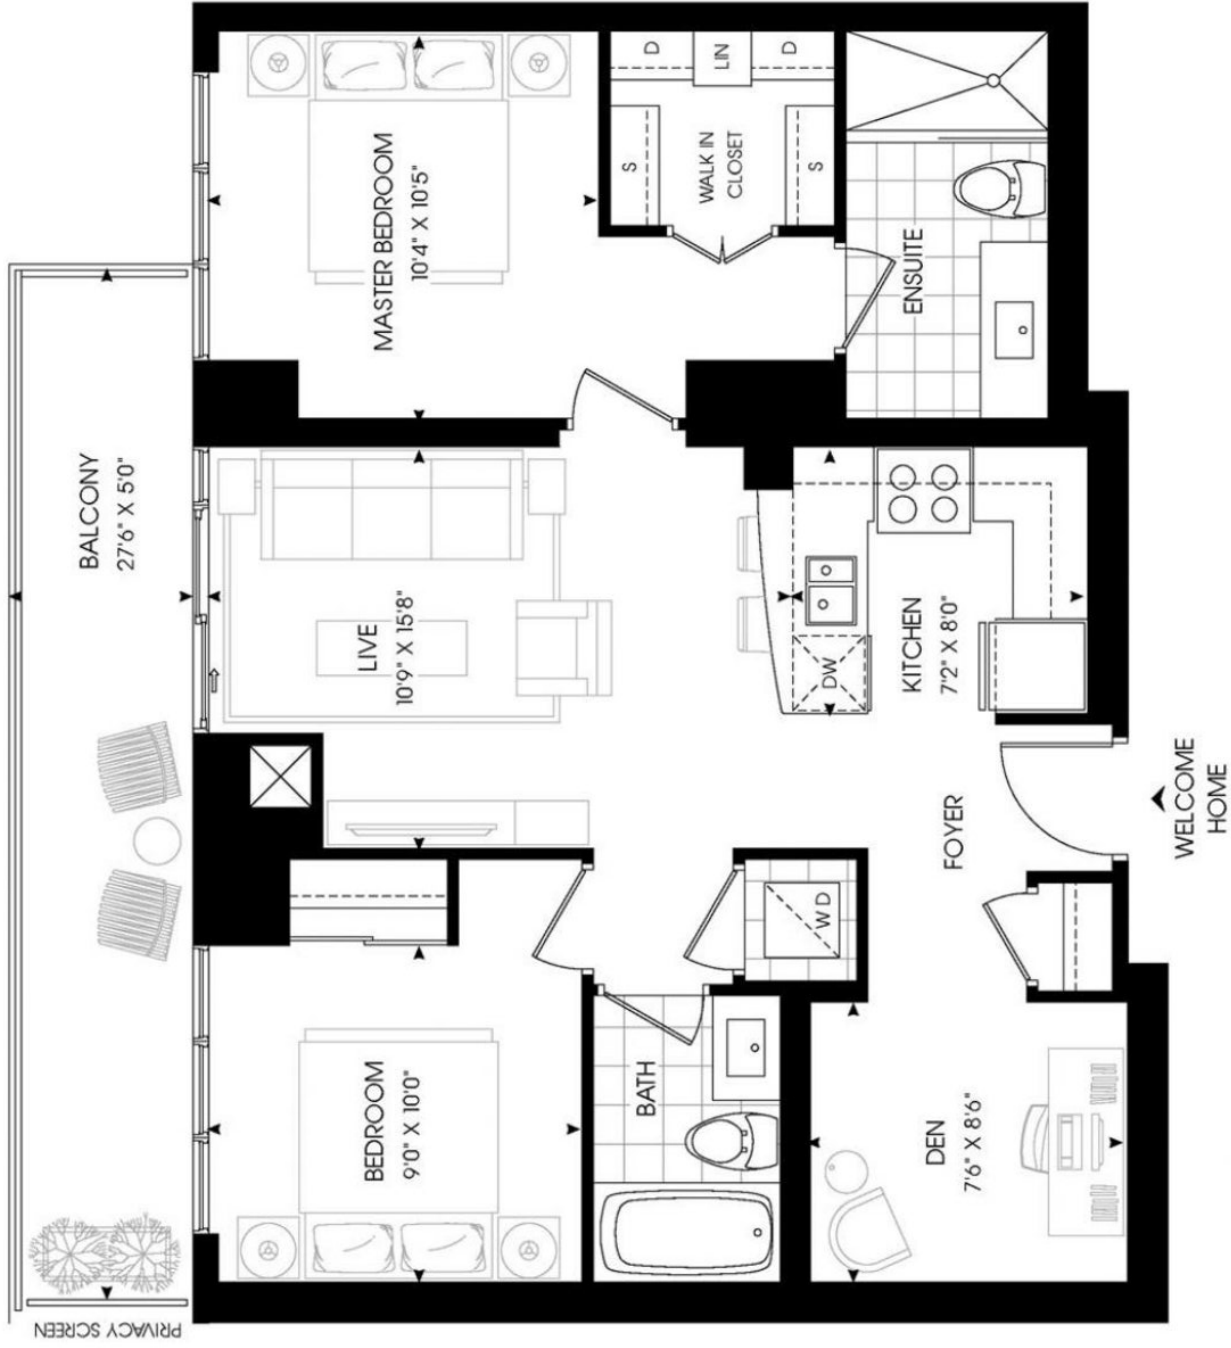 D
LIN
D
S
WALK IN
CLOSET
S
MASTER BEDROOM
10'4" X 10'5"
ENSUITE
BALCONY
27'6" X 5'0"
LIVE
10'9" X 15'8"
DW
KITCHEN
7'2" X 8'0"
FOYER
WELCOME
HOME
W D
BEDROOM
9'0" X 10'0"
BATH
DEN
7'6" X 8'6"
PRIVACY SCREEN